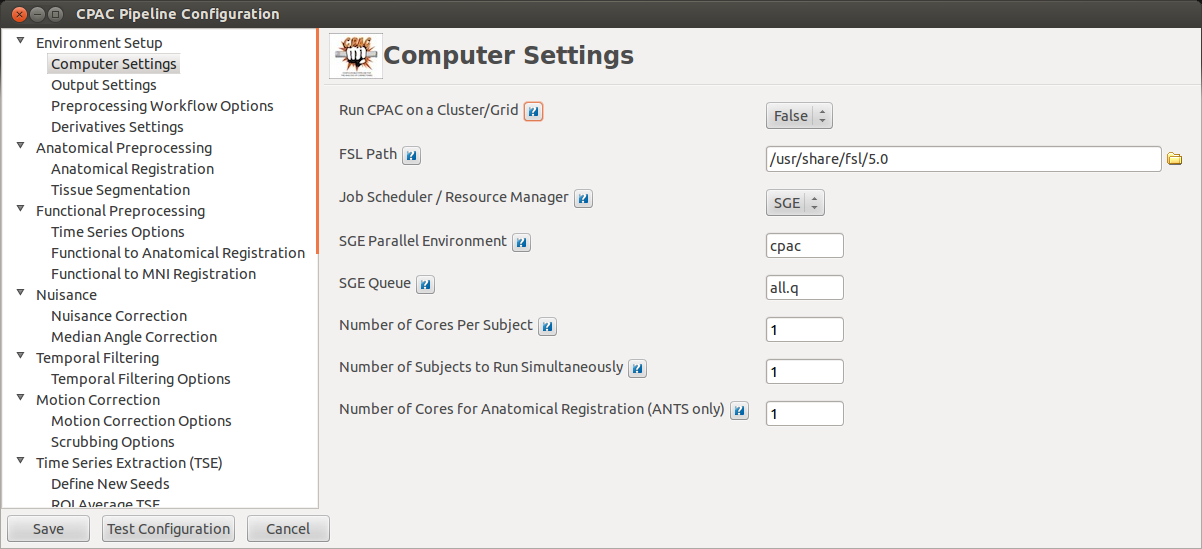 CPAC Pipeline Configuration
Environment Setup
Computer Settings
Output Settings
Preprocessing Workflow Options
Derivatives Settings
Anatomical Preprocessing
Anatomical Registration
Tissue Segmentation
Functional Preprocessing
Time Series Options
Functional to Anatomical Registration
Functional to MNI Registration
Nuisance
Nuisance Correction
Median Angle Correction
Temporal Filtering
Temporal Filtering Options
Motion Correction
Motion Correction Options
Scrubbing Options
Time Series Extraction (TSE)
Define New Seeds
ROI Average TSE
CPAC
Computer Settings
Run CPAC on a Cluster/Grid ? False
FSL Path ? /usr/share/fsl/5.0
Job Scheduler / Resource Manager ? SGE
SGE Parallel Environment ? cpac
SGE Queue ? all.q
Number of Cores Per Subject ? 1
Number of Subjects to Run Simultaneously ? 1
Number of Cores for Anatomical Registration (ANTS only) ? 1
Save Test Configuration Cancel